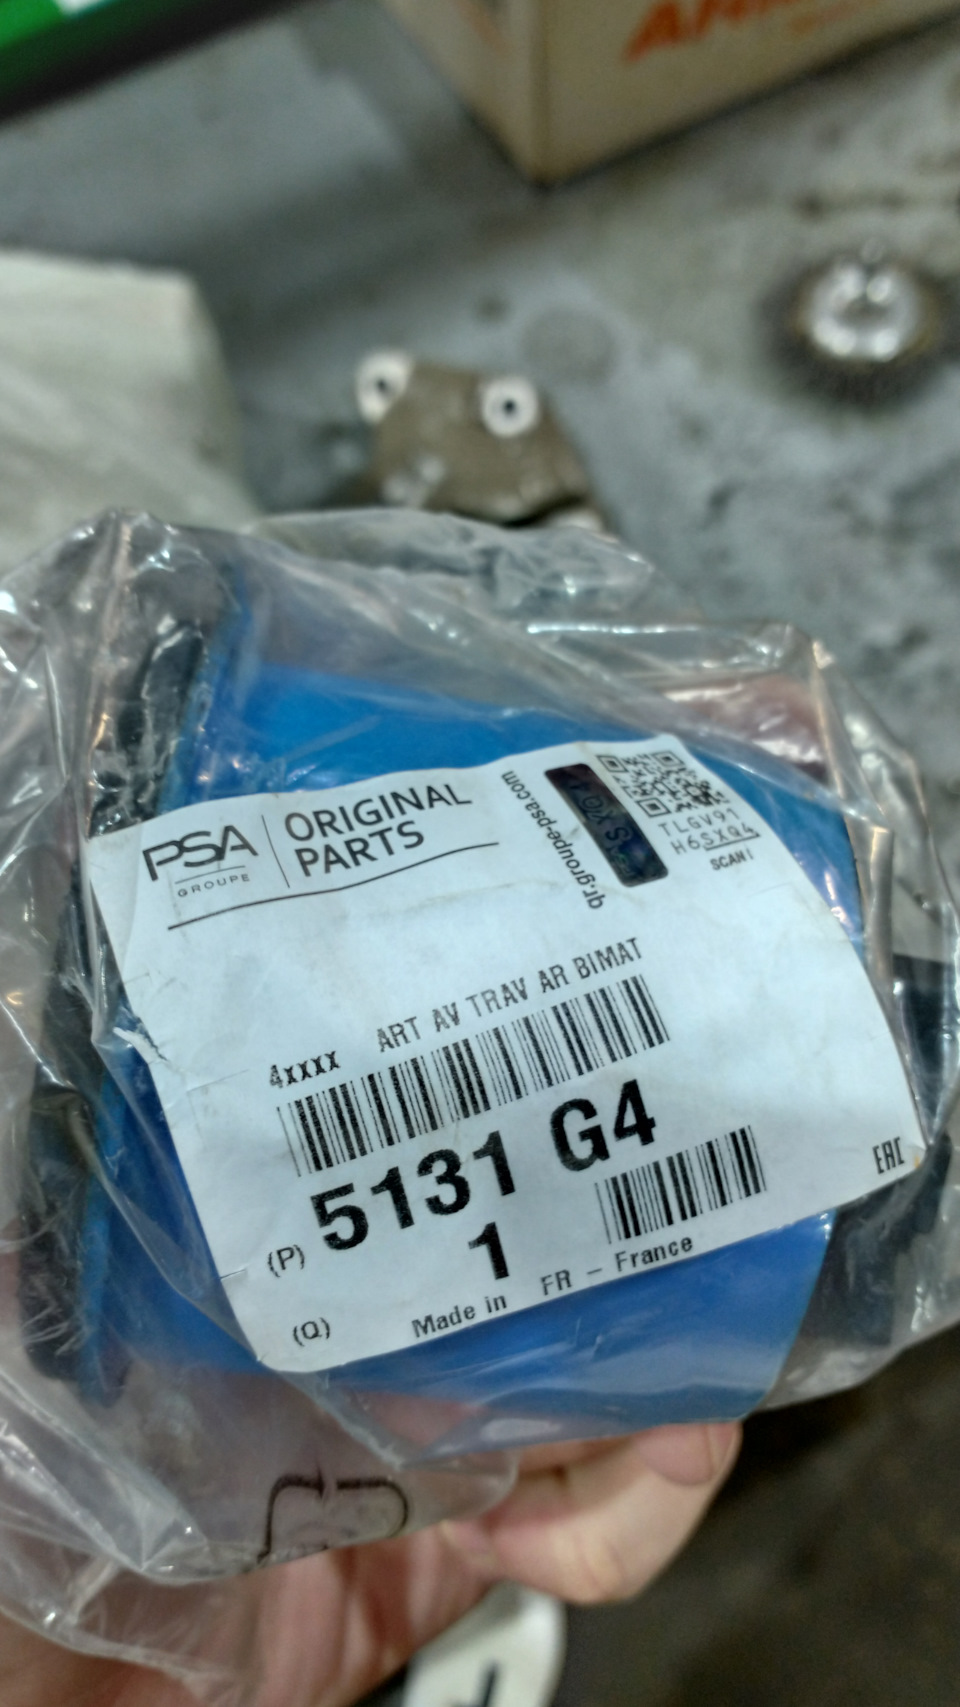 PSA
GROUPE
ORIGINAL
PARTS
qr.groupe-psa.com
TLGV91
H6SXQ4
SCAN!
4xxxx ART AV TRAV AR BIMAT
(P) 5131 G4
(Q) 1
Made in FR - France
EAC